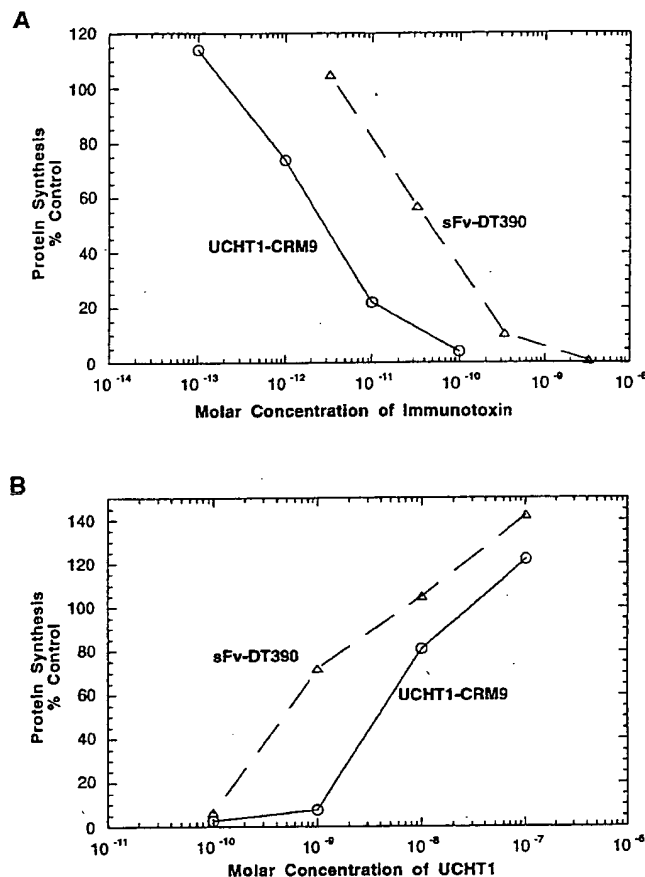 A
120
100
80
60
40
20
0
Protein Synthesis
% Control
UCHT1-CRM9
sFv-DT390
10⁻¹⁴ 10⁻¹³ 10⁻¹² 10⁻¹¹ 10⁻¹⁰ 10⁻⁹ 10⁻⁸
Molar Concentration of Immunotoxin
B
140
120
100
80
60
40
20
0
Protein Synthesis
% Control
sFv-DT390
UCHT1-CRM9
10⁻¹¹ 10⁻¹⁰ 10⁻⁹ 10⁻⁸ 10⁻⁷ 10⁻⁶
Molar Concentration of UCHT1